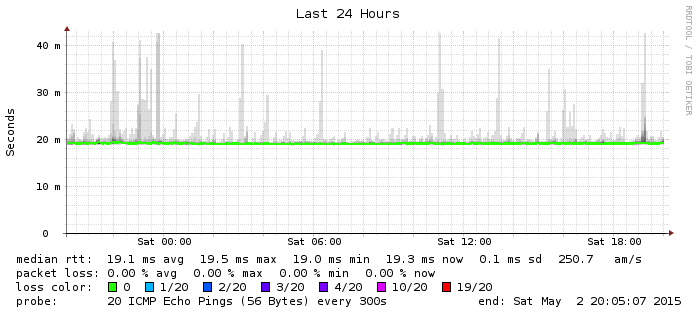 Last 24 Hours
RRDTOOL / TOBI OETIKER
Seconds
40 m
30 m
20 m
10 m
0
Sat 00:00 Sat 06:00 Sat 12:00 Sat 18:00
median rtt: 19.1 ms avg 19.5 ms max 19.0 ms min 19.3 ms now 0.1 ms sd 250.7 am/s
packet loss: 0.00 % avg 0.00 % max 0.00 % min 0.00 % now
loss color: 0 1/20 2/20 3/20 4/20 10/20 19/20
probe: 20 ICMP Echo Pings (56 Bytes) every 300s end: Sat May 2 20:05:07 2015